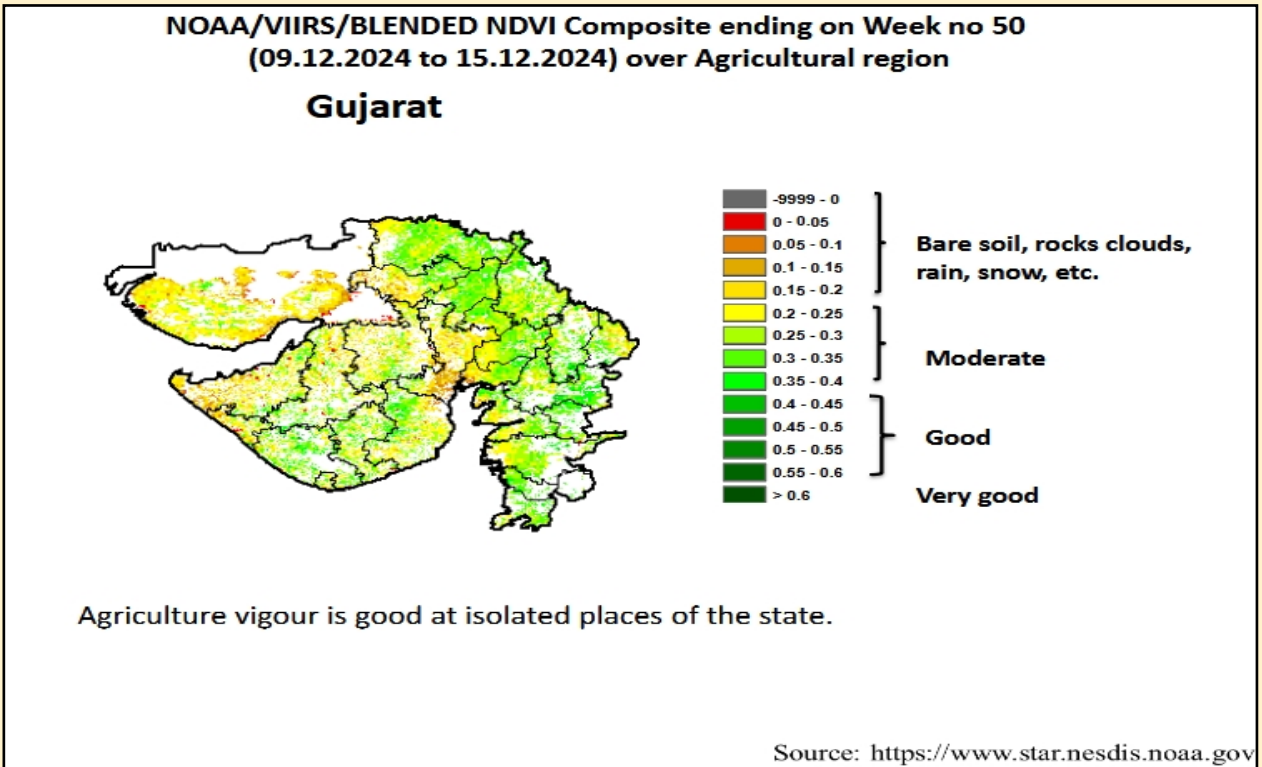 NOAA/VIIRS/BLENDED NDVI Composite ending on Week no 50
(09.12.2024 to 15.12.2024) over Agricultural region
Gujarat
-9999 - 0
0 - 0.05
0.05 - 0.1
0.1 - 0.15
0.15 - 0.2
0.2 - 0.25
0.25 - 0.3
0.3 - 0.35
0.35 - 0.4
0.4 - 0.45
0.45 - 0.5
0.5 - 0.55
0.55 - 0.6
> 0.6
Bare soil, rocks clouds,
rain, snow, etc.
Moderate
Good
Very good
Agriculture vigour is good at isolated places of the state.
Source: https://www.star.nesdis.noaa.gov